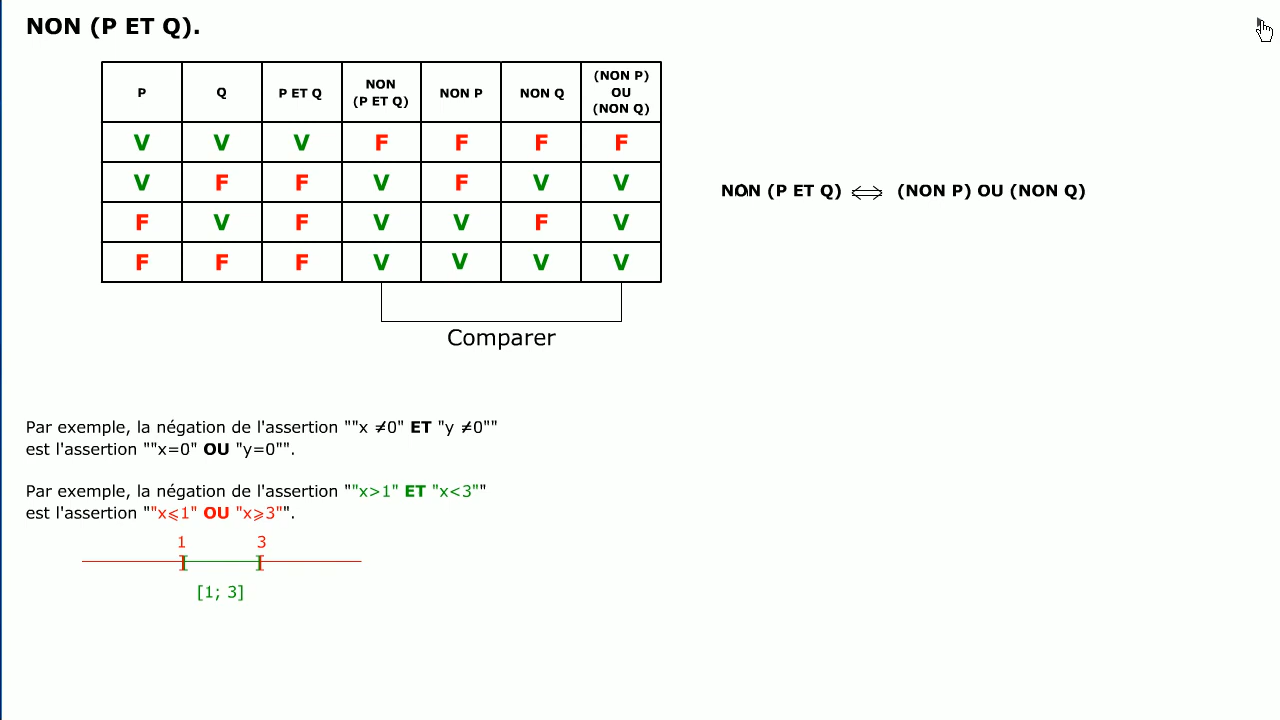 NON (P ET Q).
P Q P ET Q NON (P ET Q) NON P NON Q (NON P) OU (NON Q)
V V V F F F F
V F F V F V V
F V F V V F V
F F F V V V V
NON (P ET Q) ⟺ (NON P) OU (NON Q)
Comparer
Par exemple, la négation de l'assertion ""x ≠0" ET "y ≠0""
est l'assertion ""x=0" OU "y=0"".
Par exemple, la négation de l'assertion ""x>1" ET "x<3""
est l'assertion ""x⩽1" OU "x⩾3"".
1 3
[1; 3]